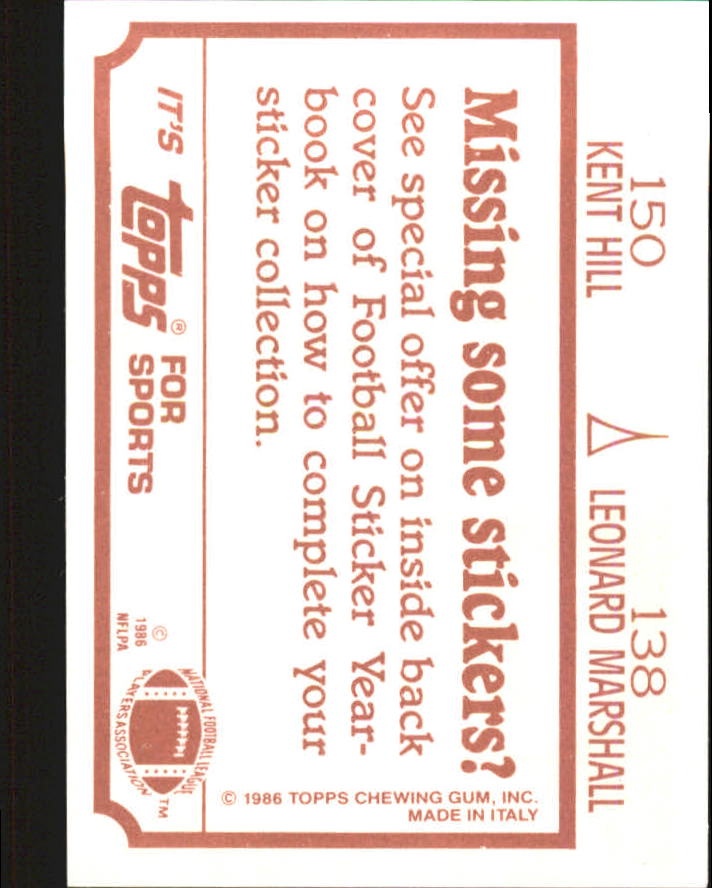 150
KENT HILL
138
LEONARD MARSHALL
Missing some stickers?
See special offer on inside back
cover of Football Sticker Year-
book on how to complete your
sticker collection.
IT'S topps® FOR
SPORTS
© 1986
NFLPA
NATIONAL FOOTBALL LEAGUE
PLAYERS ASSOCIATION
TM
© 1986 TOPPS CHEWING GUM, INC.
MADE IN ITALY